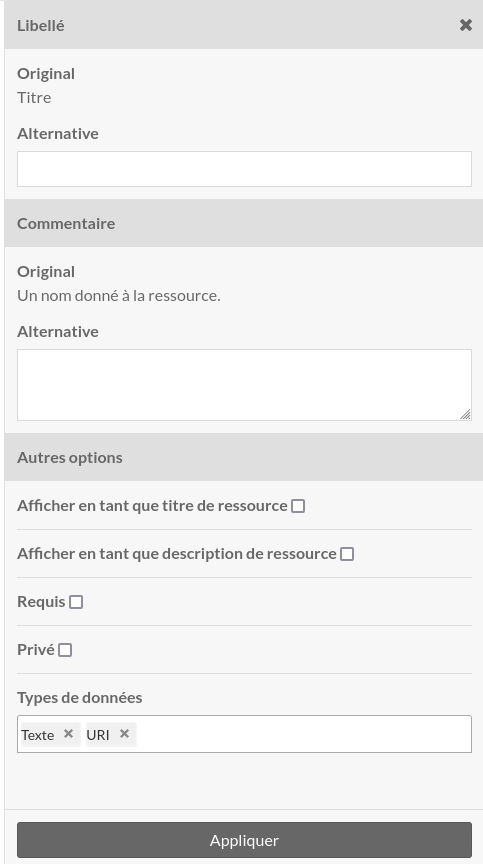 Libellé
Original
Titre
Alternative
Commentaire
Original
Un nom donné à la ressource.
Alternative
Autres options
Afficher en tant que titre de ressource
Afficher en tant que description de ressource
Requis
Privé
Types de données
Texte URI
Appliquer